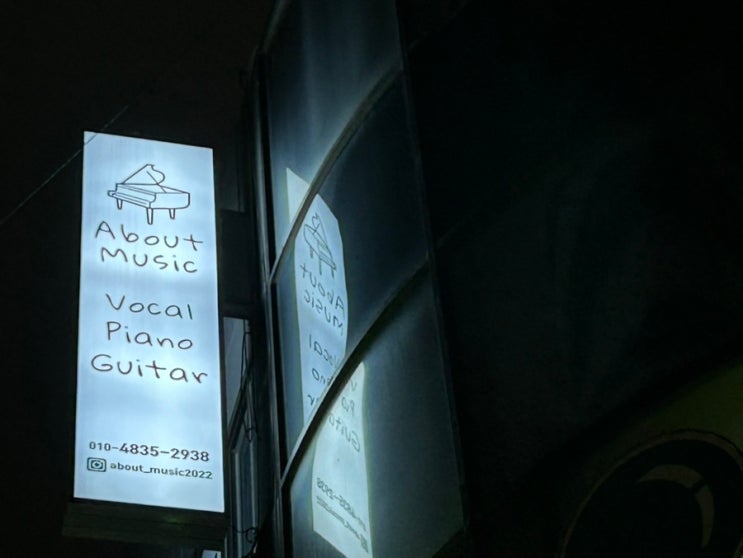 About
Music
Vocal
Piano
Guitar
010-4835-2938
about_music2022